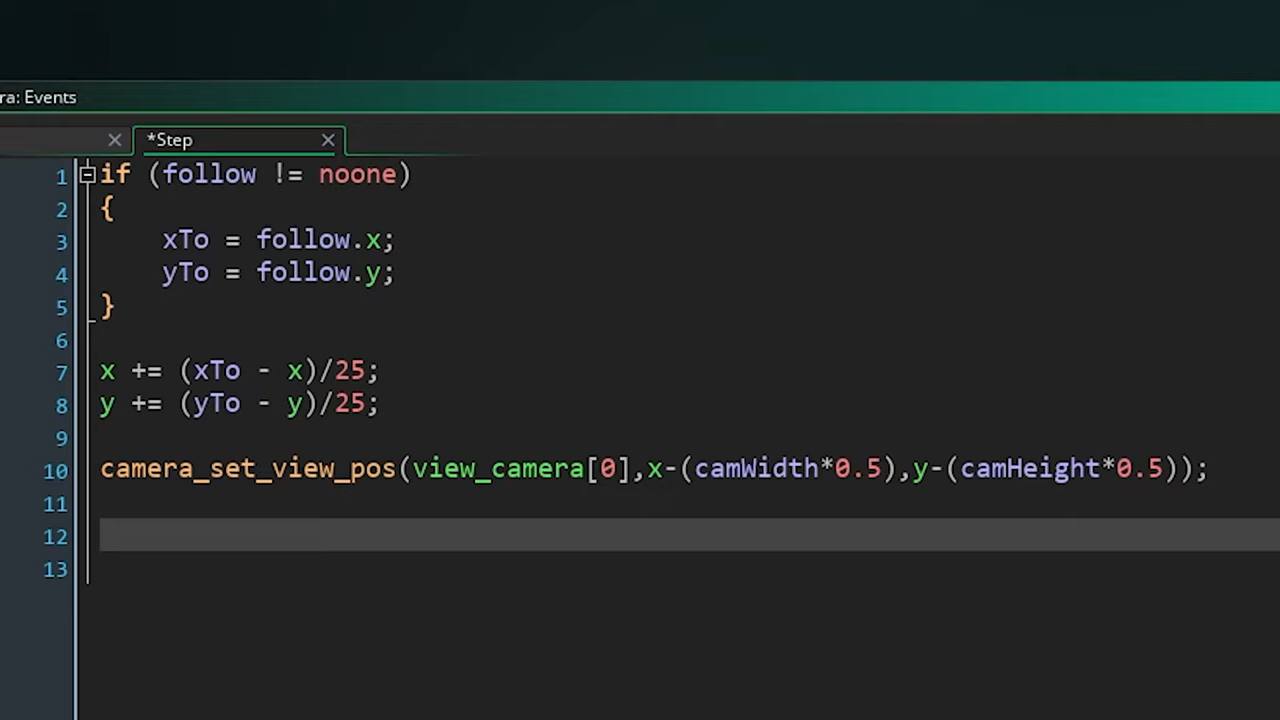 ra: Events
*Step
1 if (follow != noone)
2 {
3 xTo = follow.x;
4 yTo = follow.y;
5 }
6
7 x += (xTo - x)/25;
8 y += (yTo - y)/25;
9
10 camera_set_view_pos(view_camera[0],x-(camWidth*0.5),y-(camHeight*0.5));
11
12
13